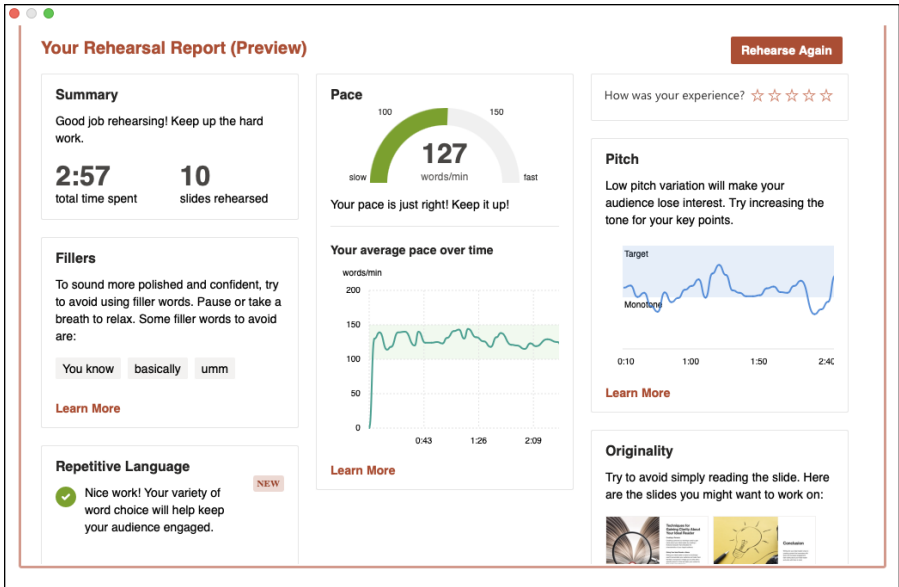 Your Rehearsal Report (Preview)
Rehearse Again
Summary
Good job rehearsing! Keep up the hard
work.
2:57
total time spent
10
slides rehearsed
Fillers
To sound more polished and confident, try
to avoid using filler words. Pause or take a
breath to relax. Some filler words to avoid
are:
You know
basically
umm
Learn More
Repetitive Language
NEW
Nice work! Your variety of
word choice will help keep
your audience engaged.
Pace
100
150
127
words/min
slow
fast
Your pace is just right! Keep it up!
Your average pace over time
words/min
200
150
100
50
0
0:43
1:26
2:09
Learn More
How was your experience?
Pitch
Low pitch variation will make your
audience lose interest. Try increasing the
tone for your key points.
Target
Monotone
0:10
1:00
1:50
2:40
Learn More
Originality
Try to avoid simply reading the slide. Here
are the slides you might want to work on:
Techniques for
Gaining Clarity About
Your Ideal Reader
Conclusion